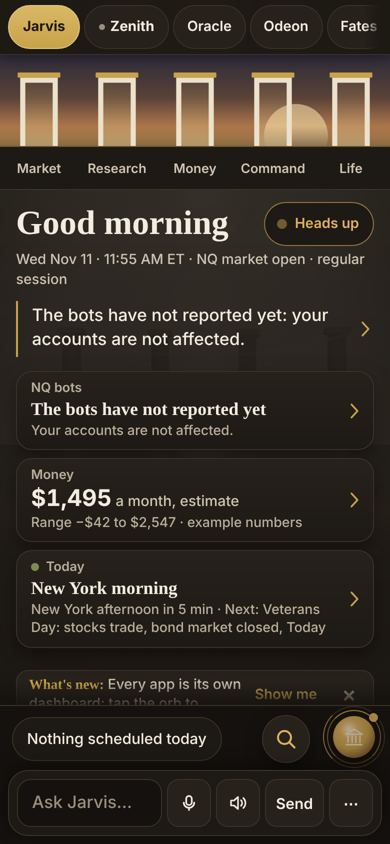 Jarvis
Zenith
Oracle
Odeon
Fates
Market
Research
Money
Command
Life
Good morning
Heads up
Wed Nov 11 · 11:55 AM ET · NQ market open · regular
session
The bots have not reported yet: your
accounts are not affected.
NQ bots
The bots have not reported yet
Your accounts are not affected.
Money
$1,495 a month, estimate
Range −$42 to $2,547 · example numbers
Today
New York morning
New York afternoon in 5 min · Next: Veterans
Day: stocks trade, bond market closed, Today
What's new: Every app is its own
dashboard: tap the orb to
Show me
Nothing scheduled today
Ask Jarvis...
Send